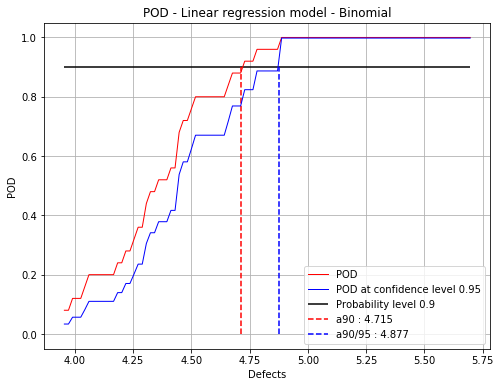 POD - Linear regression model - Binomial
POD
1.0
0.8
0.6
0.4
0.2
0.0
POD
POD at confidence level 0.95
Probability level 0.9
a90 : 4.715
a90/95 : 4.877
4.00 4.25 4.50 4.75 5.00 5.25 5.50 5.75
Defects